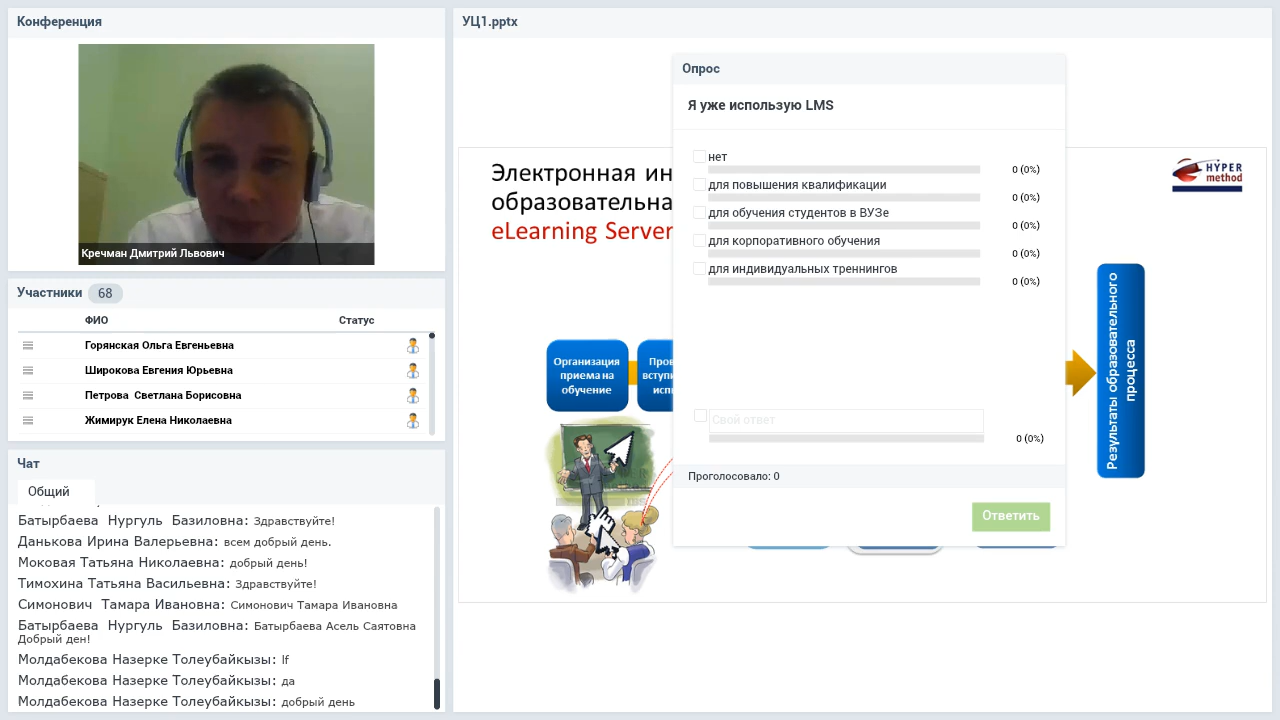 Конференция
Кречман Дмитрий Львович
Участники 68
ФИО Статус
Горянская Ольга Евгеньевна
Широкова Евгения Юрьевна
Петрова Светлана Борисовна
Жимирук Елена Николаевна
Чат
Общий
Батырбаева Нургуль Базиловна: Здравствуйте!
Данькова Ирина Валерьевна: всем добрый день.
Моковая Татьяна Николаевна: добрый день!
Тимохина Татьяна Васильевна: Здравствуйте!
Симонович Тамара Ивановна: Симонович Тамара Ивановна
Батырбаева Нургуль Базиловна: Батырбаева Асель Саятовна
Добрый ден!
Молдабекова Назерке Толеубайкызы: lf
Молдабекова Назерке Толеубайкызы: да
Молдабекова Назерке Толеубайкызы: добрый день
УЦ1.pptx
Электронная ин
образовательна
eLearning Server
HYPER
method
Организация
приема на
обучение
Пров
вступи
исп
Результаты образовательного
процесса
Опрос
Я уже использую LMS
нет
0 (0%)
для повышения квалификации
0 (0%)
для обучения студентов в ВУЗе
0 (0%)
для корпоративного обучения
0 (0%)
для индивидуальных треннингов
0 (0%)
Свой ответ
0 (0%)
Проголосовало: 0
Ответить